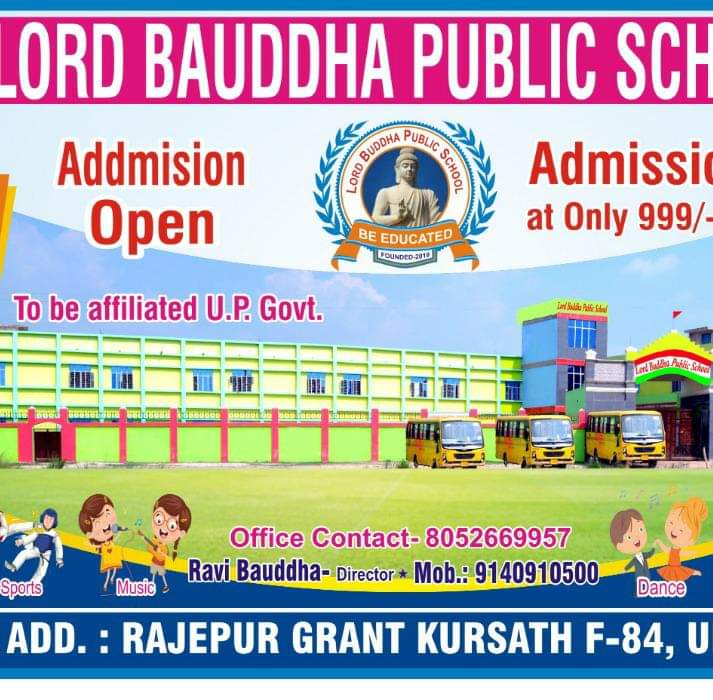 LORD BAUDDHA PUBLIC SCH
Addmision
Open
LORD BUDDHA PUBLIC SCHOOL
BE EDUCATED
FOUNDED-2019
Admissio
at Only 999/-
To be affiliated U.P. Govt.
Lord Bauddha Public School
Lord Bauddha Public School
Office Contact- 8052669957
Ravi Bauddha- Director ★ Mob.: 9140910500
Sports
Music
Dance
ADD. : RAJEPUR GRANT KURSATH F-84, U